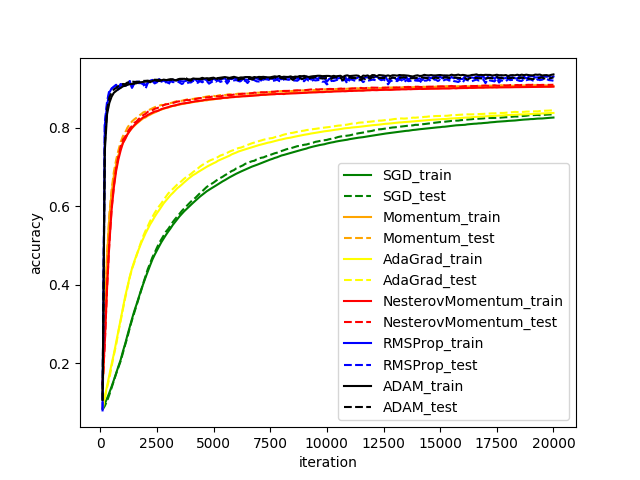 accuracy
0.8
0.6
0.4
0.2
0
2500
5000
7500
10000
12500
15000
17500
20000
iteration
SGD_train
SGD_test
Momentum_train
Momentum_test
AdaGrad_train
AdaGrad_test
NesterovMomentum_train
NesterovMomentum_test
RMSProp_train
RMSProp_test
ADAM_train
ADAM_test